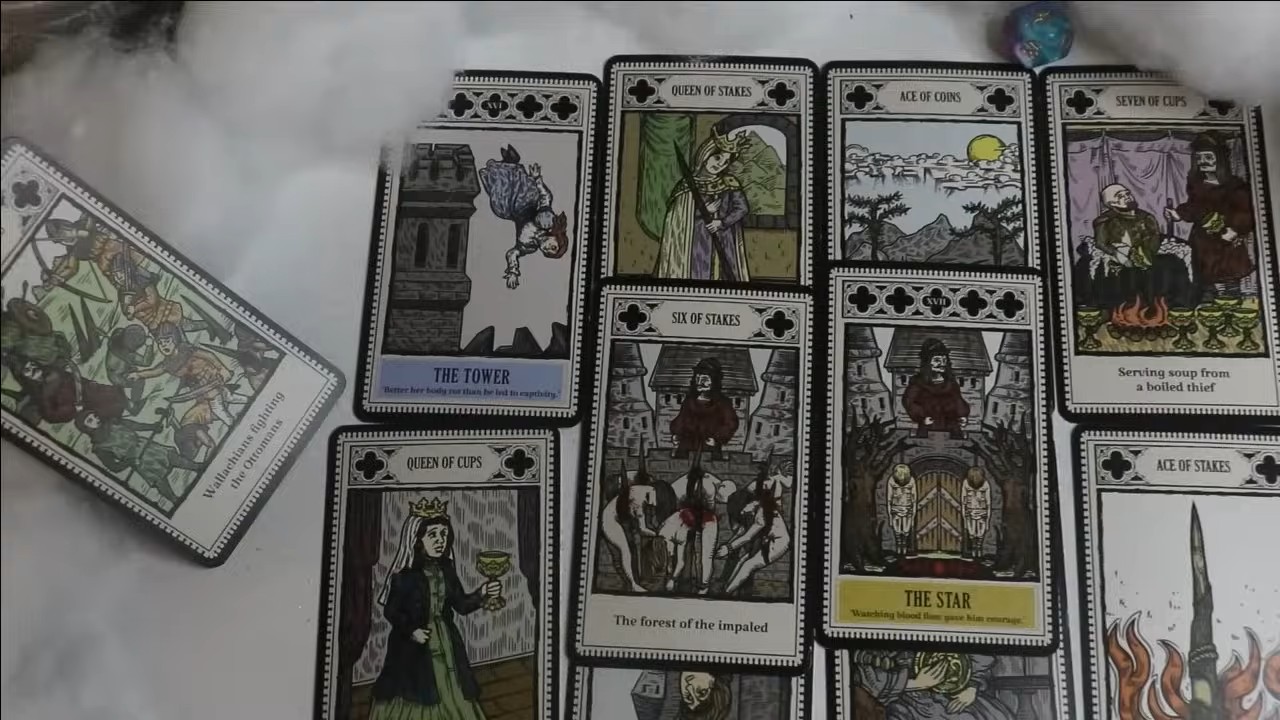 XVI
THE TOWER
"Better her body rot than be led to captivity."
QUEEN OF STAKES
ACE OF COINS
SEVEN OF CUPS
Serving soup from
a boiled thief
Wallachians fighting
the Ottomans
QUEEN OF CUPS
SIX OF STAKES
The forest of the impaled
XVII
THE STAR
"Watching blood flow gave him courage."
ACE OF STAKES